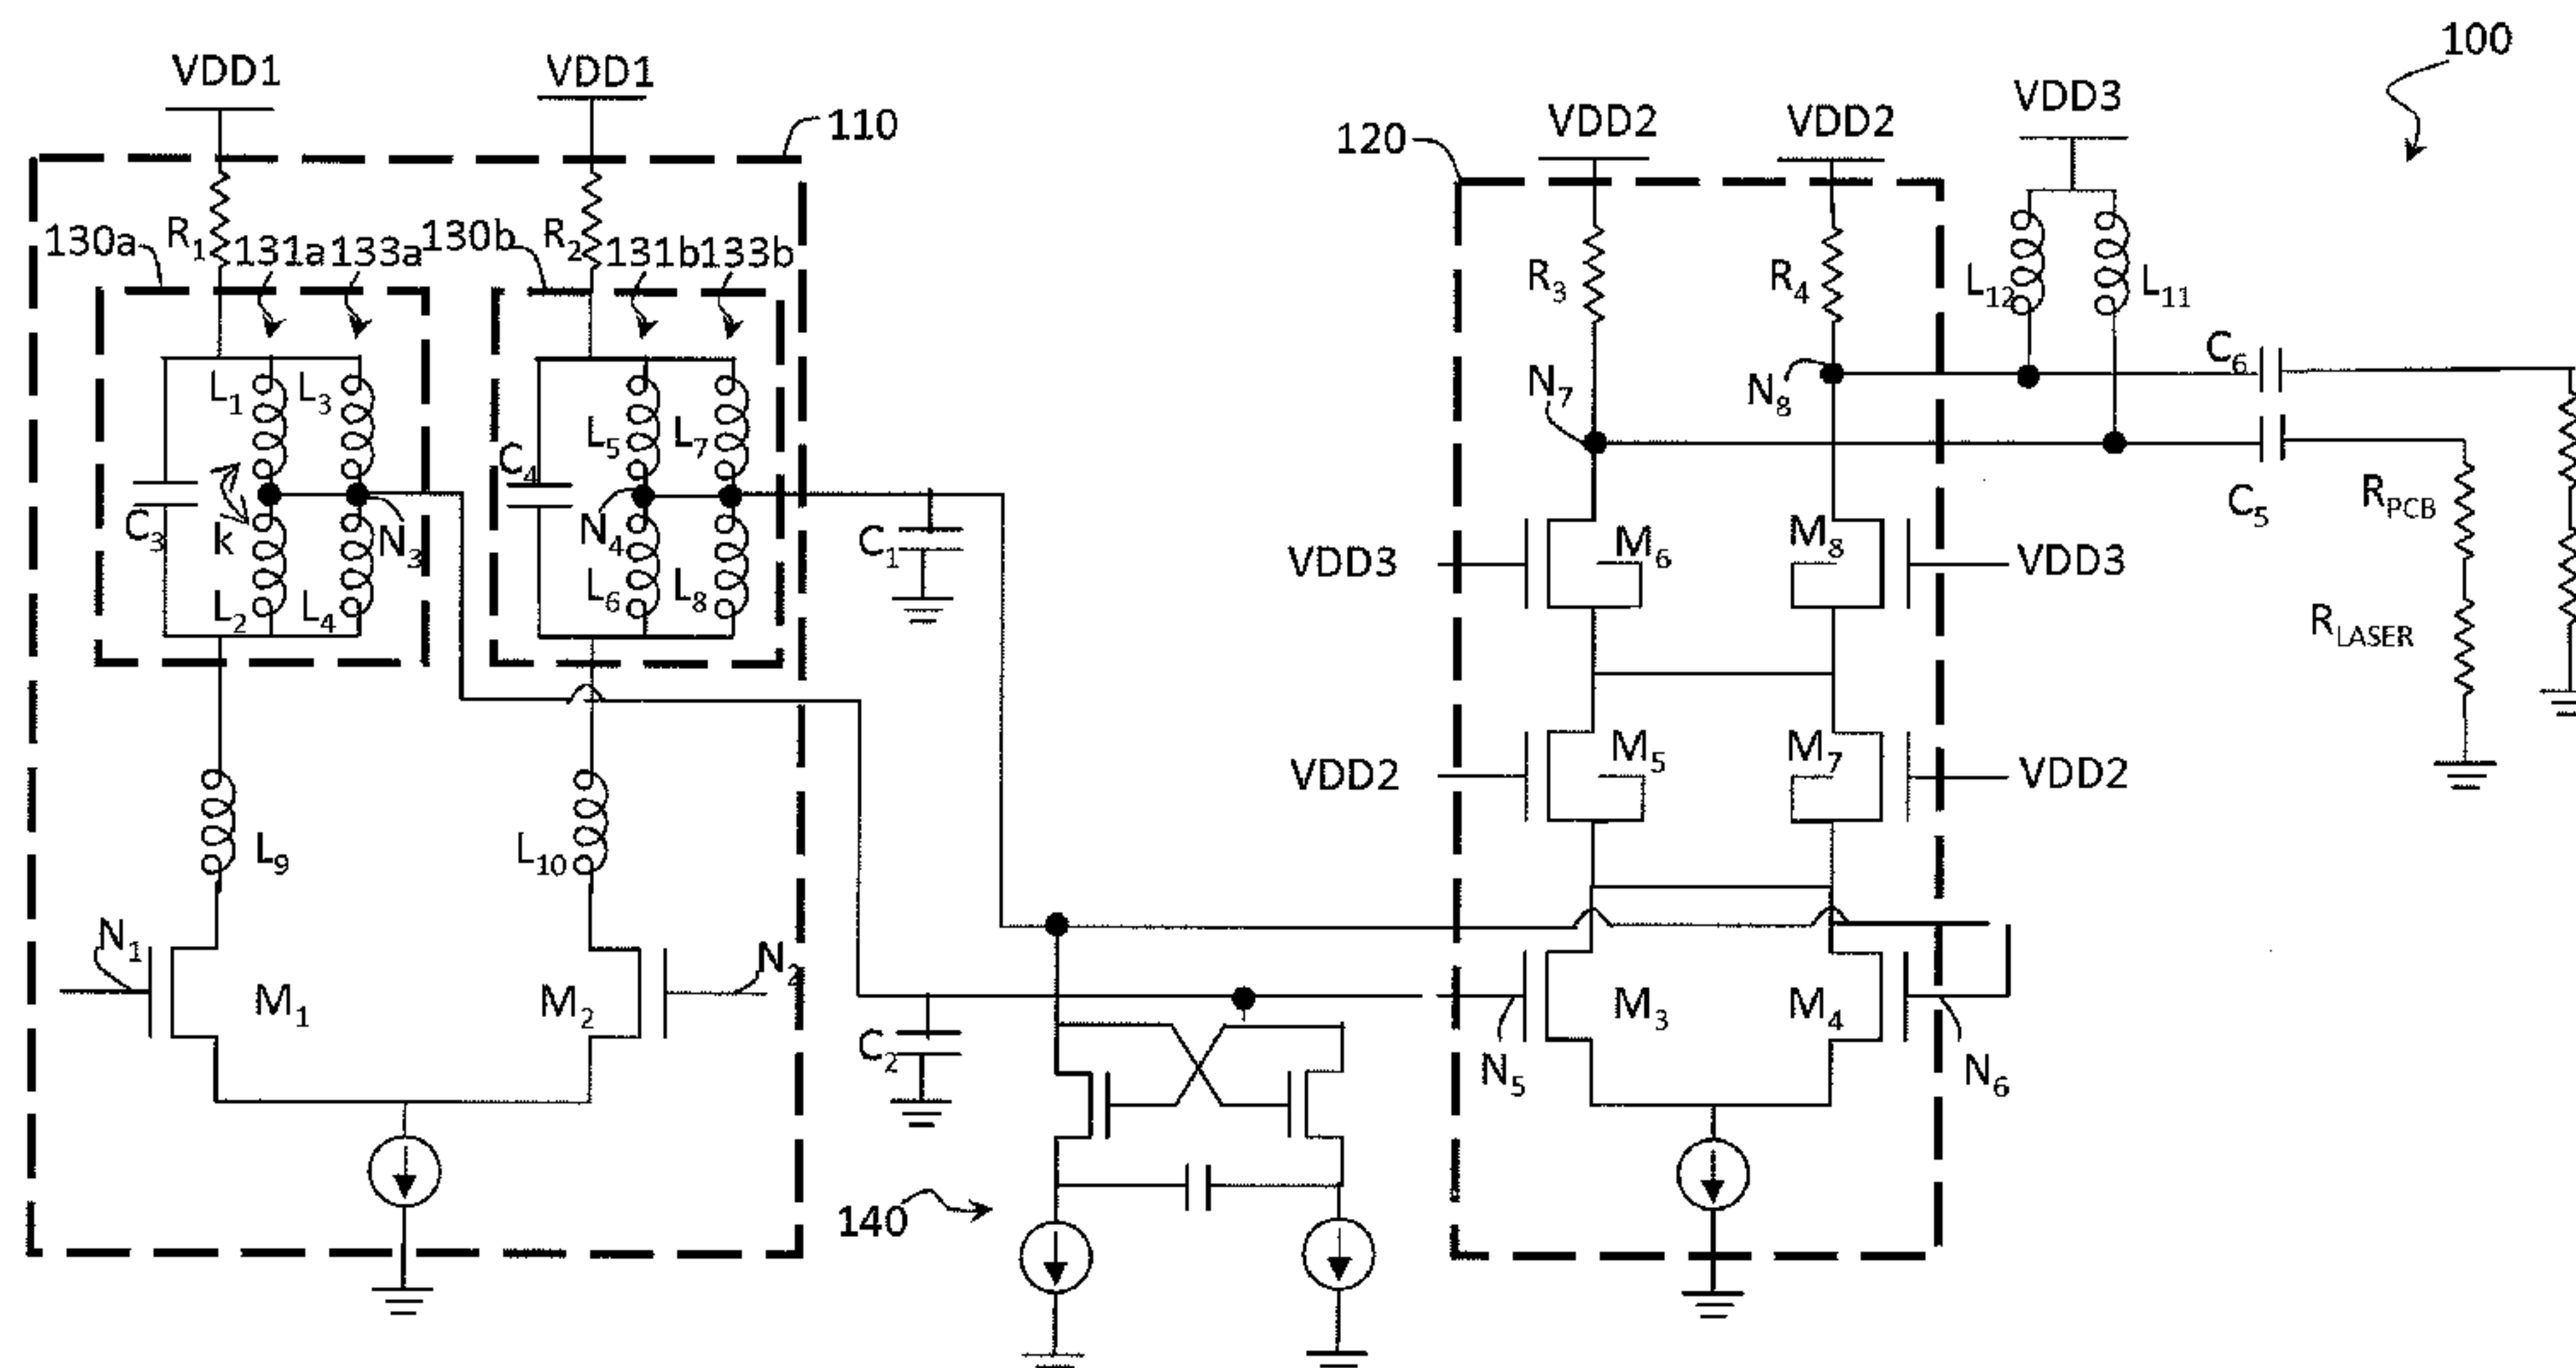 100
VDD1 VDD1
VDD3
110
120
VDD2 VDD2
130a R1 131a 133a 130b R2 131b 133b
R3 R4 L12 L11
C6
L1 L3 L5 L7
N7 N8
C4
C3 k N3 N4 C1
C5 RPCB
VDD3 M6 M8 VDD3
L2 L4 L6 L8
RLASER
VDD2 M5 M7 VDD2
L9 L10
N1 N2
M1 M2 M3 M4
C2
N5 N6
140